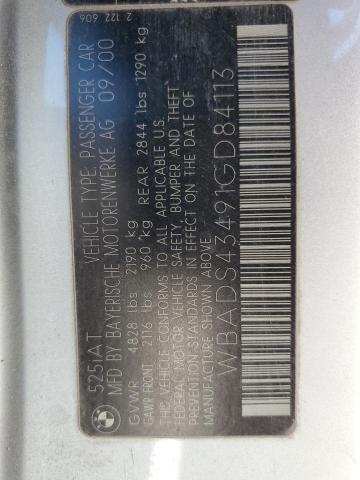 525iAT VEHICLE TYPE: PASSENGER CAR 2 122 606
MFD BY BAYERISCHE MOTORENWERKE AG 09/00
GVWR 4828 lbs 2190 kg
GAWR FRONT 2116 lbs 960 kg REAR 2844 lbs 1290 kg
THIS VEHICLE CONFORMS TO ALL APPLICABLE U.S.
FEDERAL MOTOR VEHICLE SAFETY, BUMPER AND THEFT
PREVENTION STANDARDS IN EFFECT ON THE DATE OF
MANUFACTURE SHOWN ABOVE.
WBADS43491GD84113